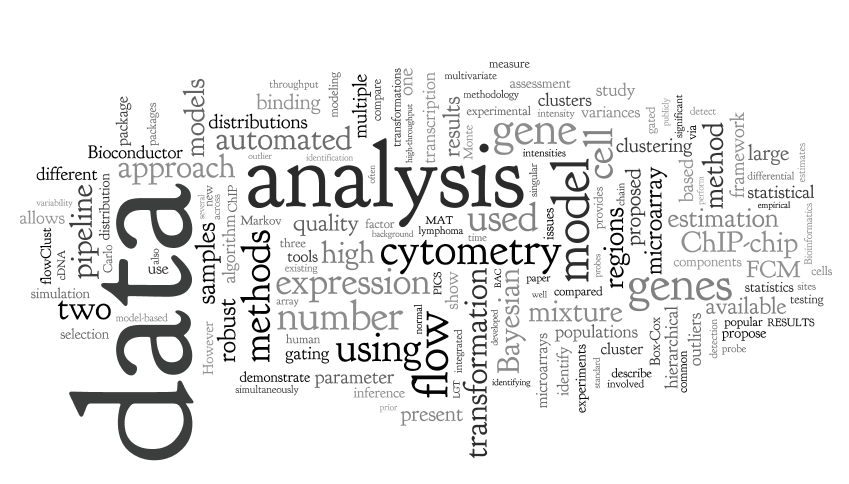 measure
multivariate
throughput
assessment
methodology
study
modeling
transformations
high-throughput
one
compare
multiple
binding
models
package
packages
distributions
transcription
results
Monte
experimental
clusters
intensity
variances
gated
publicly
significant
via
detect
automated
gene
cell
clustering
method
framework
large
estimates
Bioconductor
approach
outlier
identification
often
analysis
intensities
singular
model
provides
chain
proposed
microarray
based
perform
differential
statistical
empirical
different
variability
allows
pipeline
distribution
Carlo
data
several
new
across
ChIP
algorithm
samples
Markov
quality
factor
background
MAT
lymphoma
used
time
issues
regions
estimation
ChIP-chip
Bioinformatics
flowClust
cDNA
also
use
methods
three
tools
existing
high
cytometry
probes
components
FCM
cells
simulation
two
expression
array
PICS
show
BAC
paper
well
compared
genes
statistics
sites
available
testing
selection
model-based
However
robust
number
human
gating
using
normal
flow
integrated
LGT
transformation
developed
Bayesian
identifying
mixture
populations
cluster
Box-Cox
hierarchical
common
outliers
detection
popular
RESULTS
propose
probe
demonstrate
simultaneously
parameter
inference
prior
present
microarrays
identify
experiments
standard
describe
involved